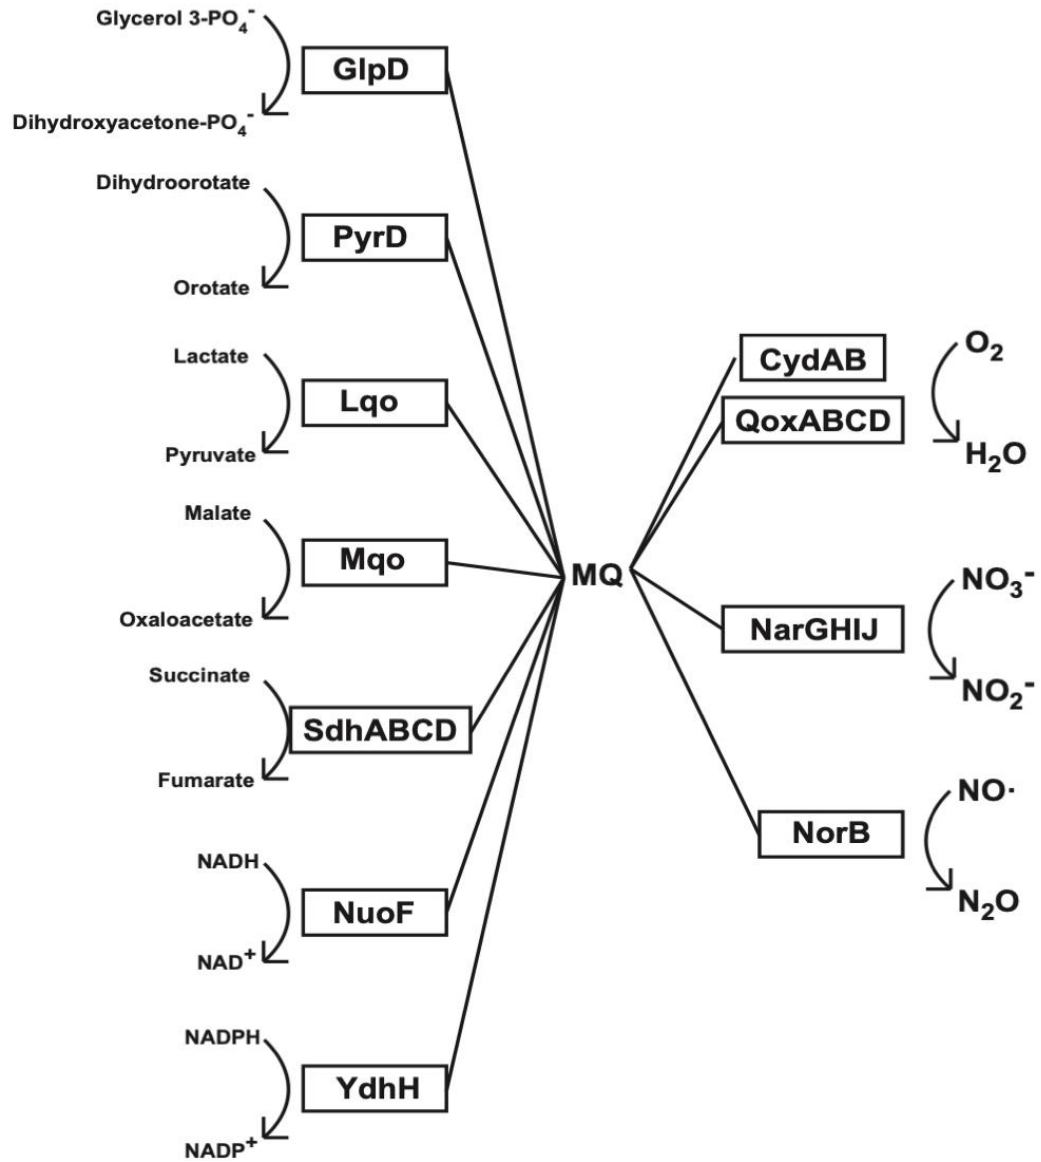 Glycerol 3-PO₄⁻
GlpD
Dihydroxyacetone-PO₄⁻
Dihydroorotate
PyrD
Orotate
Lactate
Lqo
Pyruvate
Malate
Mqo
Oxaloacetate
Succinate
SdhABCD
Fumarate
NADH
NuoF
NAD⁺
NADPH
YdhH
NADP⁺
MQ
CydAB
QoxABCD
O₂
H₂O
NarGHIJ
NO₃⁻
NO₂⁻
NorB
NO·
N₂O